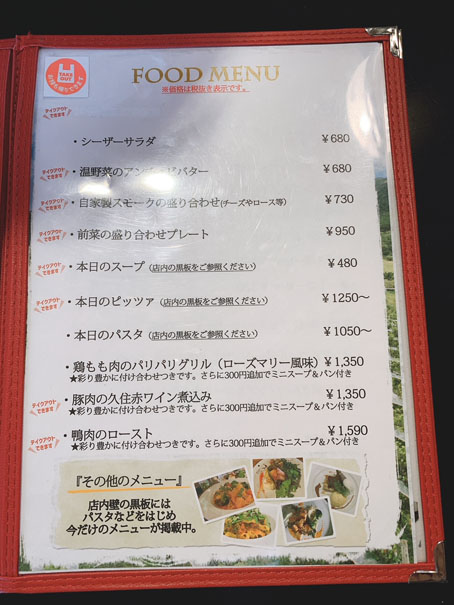 TAKE OUT
お持ち帰りできます
FOOD MENU
※価格は税抜き表示です。
テイクアウトできます
・シーザーサラダ ￥680
テイクアウトできます
・温野菜のアン バター ￥680
テイクアウトできます
・自家製スモークの盛り合わせ(チーズやロース等) ￥730
テイクアウトできます
・前菜の盛り合わせプレート ￥950
テイクアウトできます
・本日のスープ (店内の黒板をご参照ください) ￥480
テイクアウトできます
・本日のピッツァ (店内の黒板をご参照ください) ￥1250～
・本日のパスタ (店内の黒板をご参照ください) ￥1050～
・鶏もも肉のパリパリグリル（ローズマリー風味）￥1,350
★彩り豊かに付け合わせつきです。さらに300円追加でミニスープ＆パン付き
テイクアウトできます
・豚肉の久住赤ワイン煮込み ￥1,350
★彩り豊かに付け合わせつきです。さらに300円追加でミニスープ＆パン付き
テイクアウトできます
・鴨肉のロースト ￥1,590
★彩り豊かに付け合わせつきです。さらに300円追加でミニスープ＆パン付き
『その他のメニュー』
店内壁の黒板には
パスタなどをはじめ
今だけのメニューが掲載中。